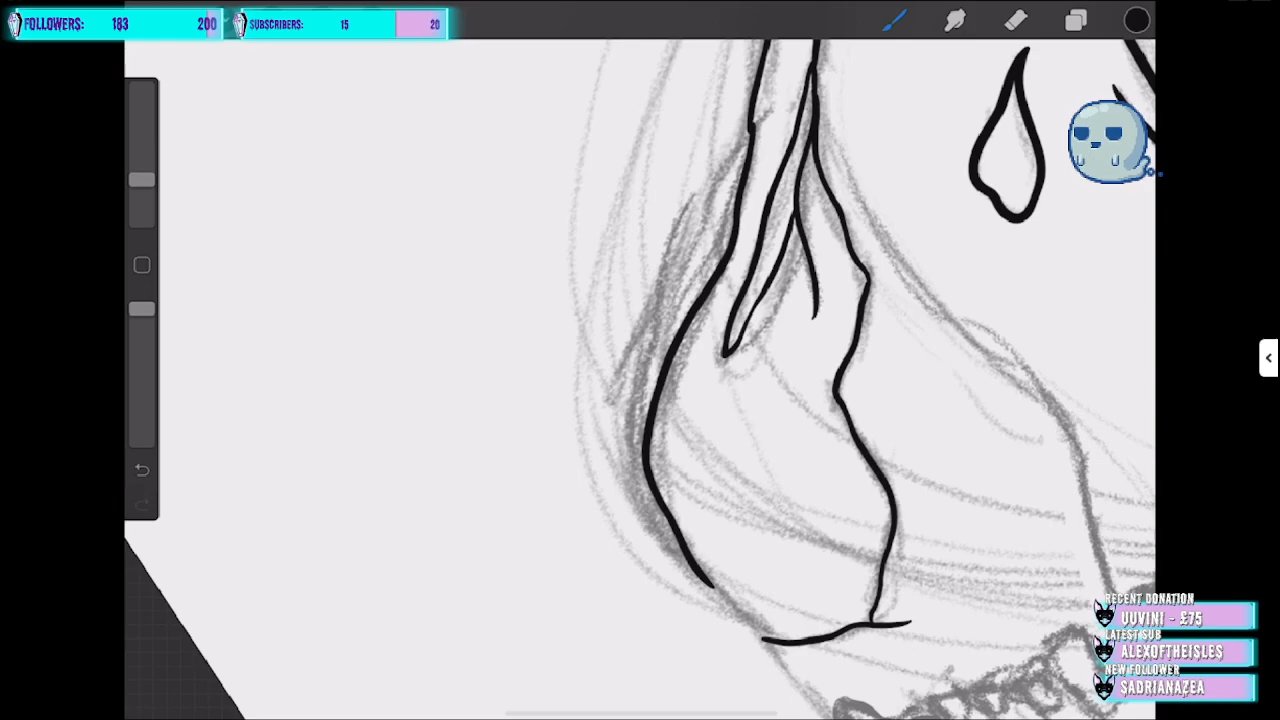 FOLLOWERS: 183 200
SUBSCRIBERS: 15 20
RECENT DONATION
UUVINI - £75
LATEST SUB
ALEXOFTHEISLES
NEW FOLLOWER
SADRIANAZEA